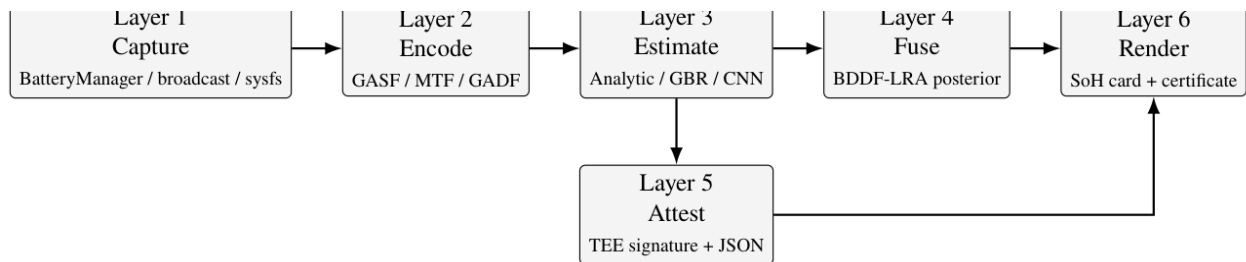 Layer 1
Capture
BatteryManager / broadcast / sysfs
Layer 2
Encode
GASF / MTF / GADF
Layer 3
Estimate
Analytic / GBR / CNN
Layer 4
Fuse
BDDF-LRA posterior
Layer 6
Render
SoH card + certificate
Layer 5
Attest
TEE signature + JSON